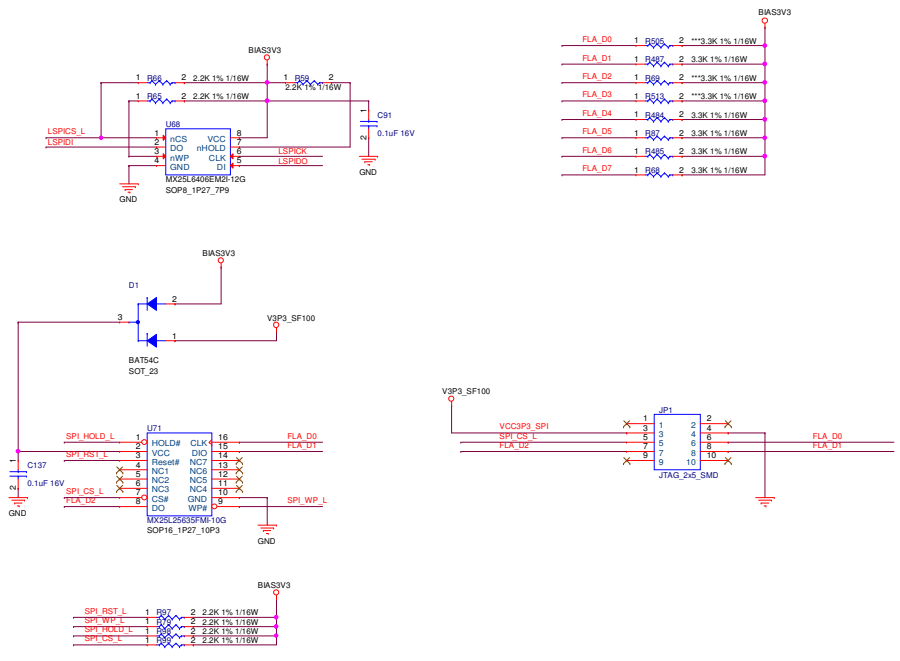 BIAS3V3
1 R66 2 2.2K 1% 1/16W
1 R59 2
2.2K 1% 1/16W
1 R65 2 2.2K 1% 1/16W
U68
LSPICS_L
LSPIDI
1 nCS VCC 8
2 DO nHOLD 7
3 nWP CLK 6 LSPICK
4 GND DI 5 LSPIDO
MX25L6406EM2I-12G
SOP8_1P27_7P9
GND
1
C91
0.1uF 16V
2
GND
BIAS3V3
FLA_D0 1 R505 2 ***3.3K 1% 1/16W
FLA_D1 1 R487 2 3.3K 1% 1/16W
FLA_D2 1 R69 2 ***3.3K 1% 1/16W
FLA_D3 1 R513 2 ***3.3K 1% 1/16W
FLA_D4 1 R484 2 3.3K 1% 1/16W
FLA_D5 1 R87 2 3.3K 1% 1/16W
FLA_D6 1 R485 2 3.3K 1% 1/16W
FLA_D7 1 R68 2 3.3K 1% 1/16W
BIAS3V3
D1
2
3
V3P3_SF100
1
BAT54C
SOT_23
U71
SPI_HOLD_L 1 HOLD# CLK 16 FLA_D0
2 VCC DIO 15 FLA_D1
SPI_RST_L 3 Reset# NC7 14
4 NC1 NC6 13
5 NC2 NC5 12
6 NC3 NC4 11
SPI_CS_L 7 CS# GND 10
FLA_D2 8 DO WP# 9 SPI_WP_L
MX25L25635FMI-10G
SOP16_1P27_10P3
1
C137
0.1uF 16V
2
GND
GND
V3P3_SF100
JP1
1 1 2 2
VCC3P3_SPI 3 3 4 4
SPI_CS_L 5 5 6 6 FLA_D0
FLA_D2 7 7 8 8 FLA_D1
9 9 10 10
JTAG_2x5_SMD
BIAS3V3
SPI_RST_L 1 R97 2 2.2K 1% 1/16W
SPI_WP_L 1 2 2.2K 1% 1/16W
SPI_HOLD_L 1 2 2.2K 1% 1/16W
SPI_CS_L 1 2 2.2K 1% 1/16W